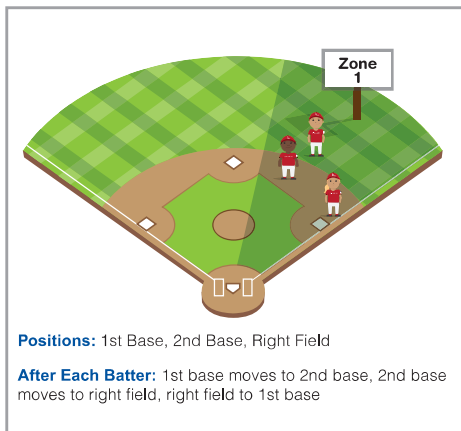 Zone
1
Positions: 1st Base, 2nd Base, Right Field
After Each Batter: 1st base moves to 2nd base, 2nd base
moves to right field, right field to 1st base